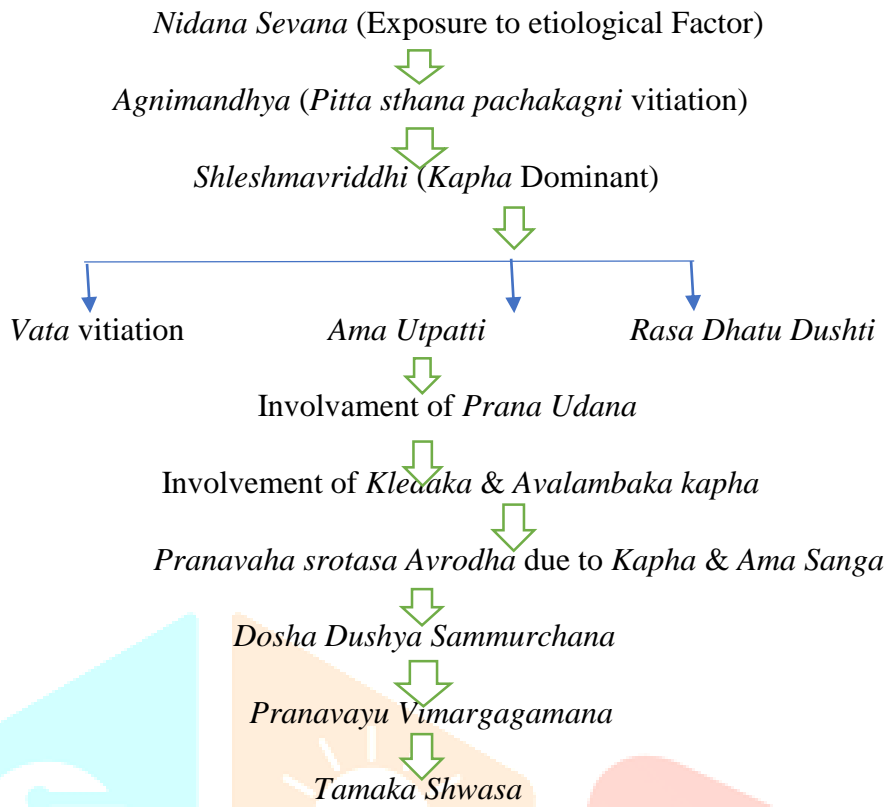 Nidana Sevana (Exposure to etiological Factor)
Agnimandhya (Pitta sthana pachakagni vitiation)
Shleshmavriddhi (Kapha Dominant)
Vata vitiation Ama Utpatti Rasa Dhatu Dushti
Involvament of Prana Udana
Involvement of Kledaka & Avalambaka kapha
Pranavaha srotasa Avrodha due to Kapha & Ama Sanga
Dosha Dushya Sammurchana
Pranavayu Vimargagamana
Tamaka Shwasa